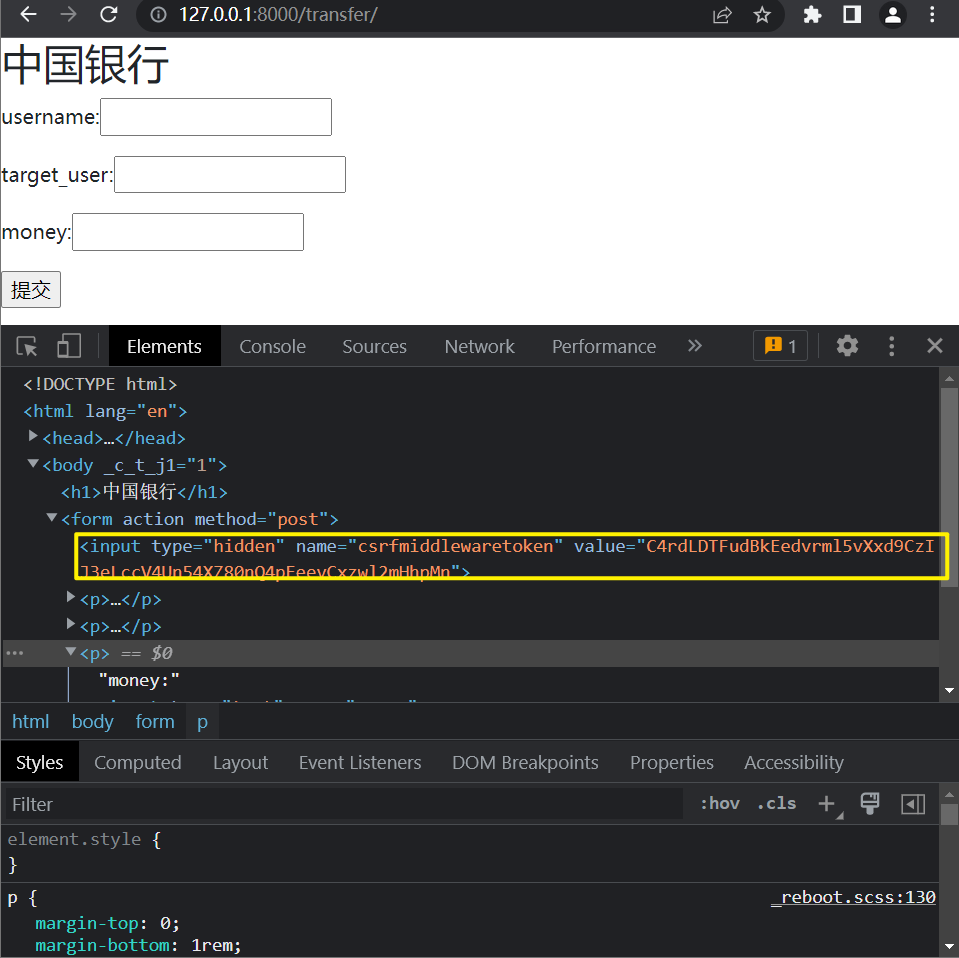 127.0.0.1:8000/transfer/
中国银行
username:
target_user:
money:
提交
Elements Console Sources Network Performance 1
<!DOCTYPE html>
<html lang="en">
<head>…</head>
<body _c_t_j1="1">
<h1>中国银行</h1>
<form action method="post">
<input type="hidden" name="csrfmiddlewaretoken" value="C4rdLDTFudBkEedvrml5vXxd9CzI
J3eLccV4Un54XZ80nQ4pEeevCxzwl2mHhpMn">
<p>…</p>
<p>…</p>
<p> == $0
"money:"
html body form p
Styles Computed Layout Event Listeners DOM Breakpoints Properties Accessibility
Filter :hov .cls
element.style {
}
p { _reboot.scss:130
margin-top: 0;
margin-bottom: 1rem;